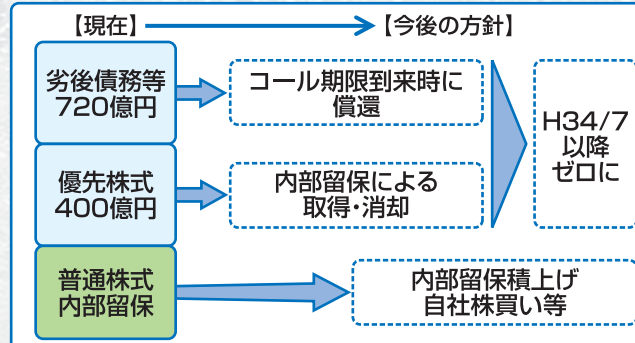 【現在】
【今後の方針】
劣後債務等
720億円
コール期限到来時に
償還
H34/7
以降
ゼロに
優先株式
400億円
内部留保による
取得・消却
普通株式
内部留保
内部留保積上げ
自社株買い等